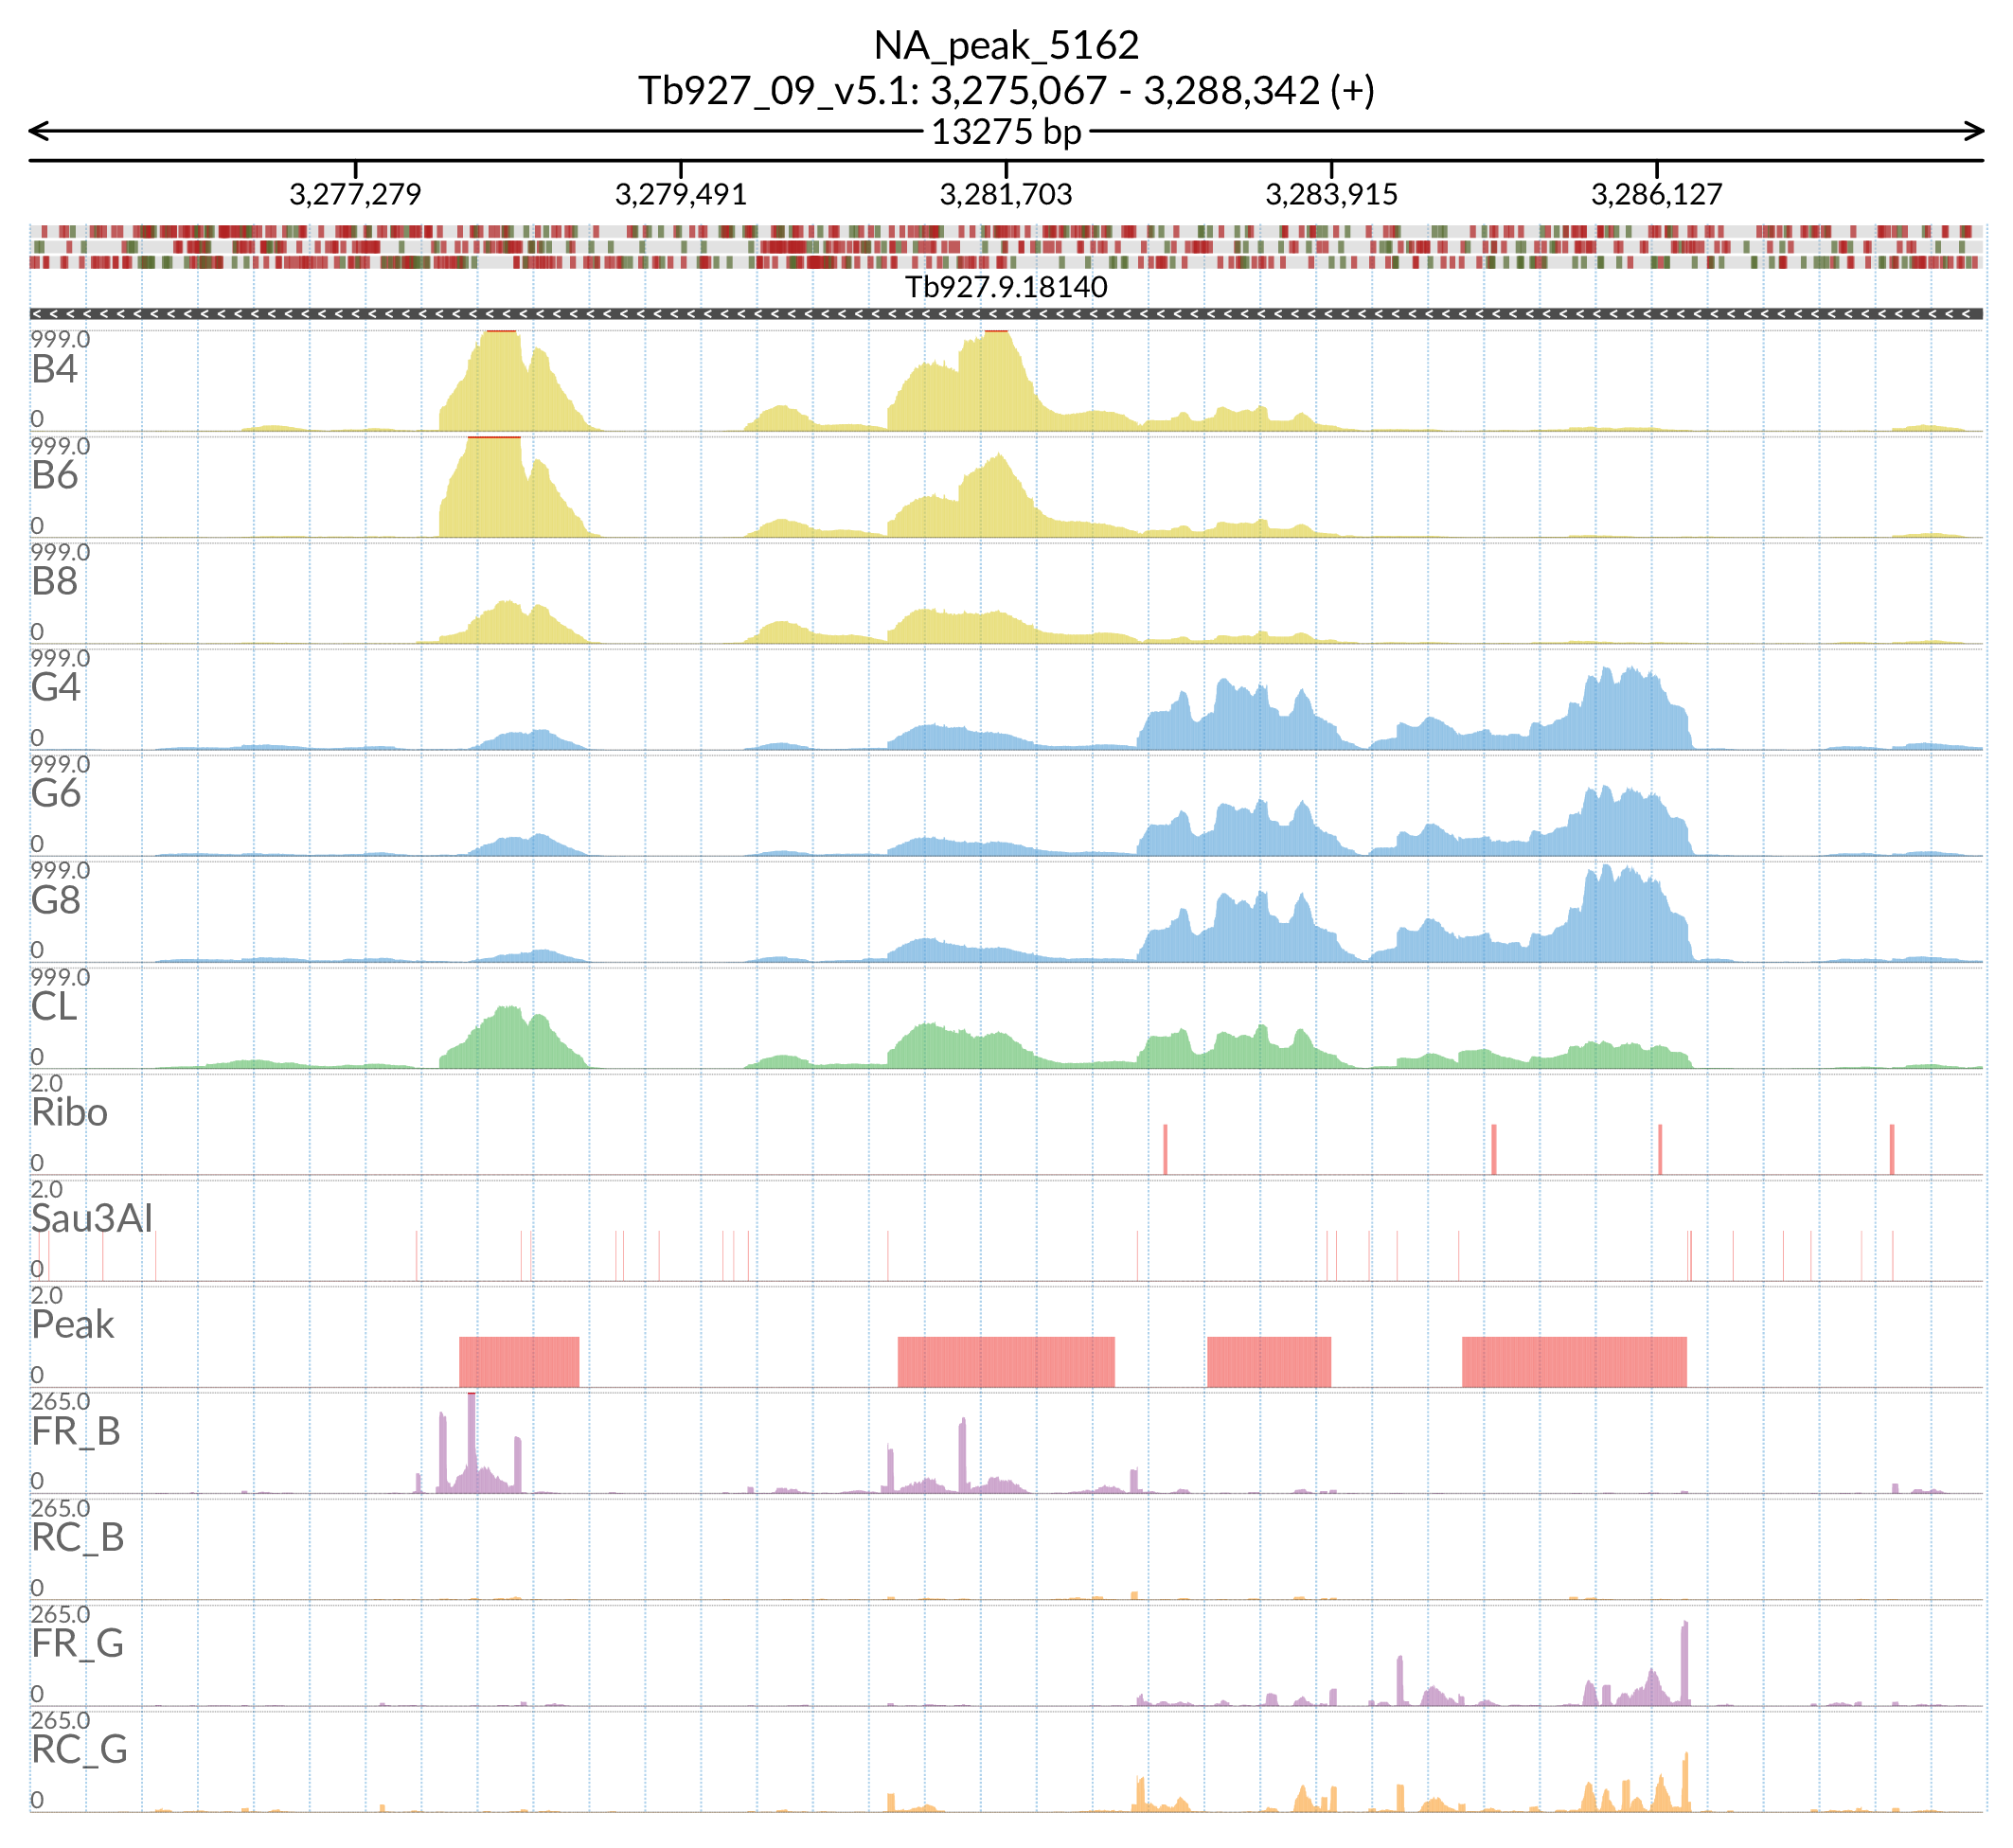 NA_peak_5162
Tb927_09_v5.1: 3,275,067 - 3,288,342 (+)
13275 bp
3,277,279 3,279,491 3,281,703 3,283,915 3,286,127
Tb927.9.18140
999.0
B4
0
999.0
B6
0
999.0
B8
0
999.0
G4
0
999.0
G6
0
999.0
G8
0
999.0
CL
0
2.0
Ribo
0
2.0
Sau3AI
0
2.0
Peak
0
265.0
FR_B
0
265.0
RC_B
0
265.0
FR_G
0
265.0
RC_G
0